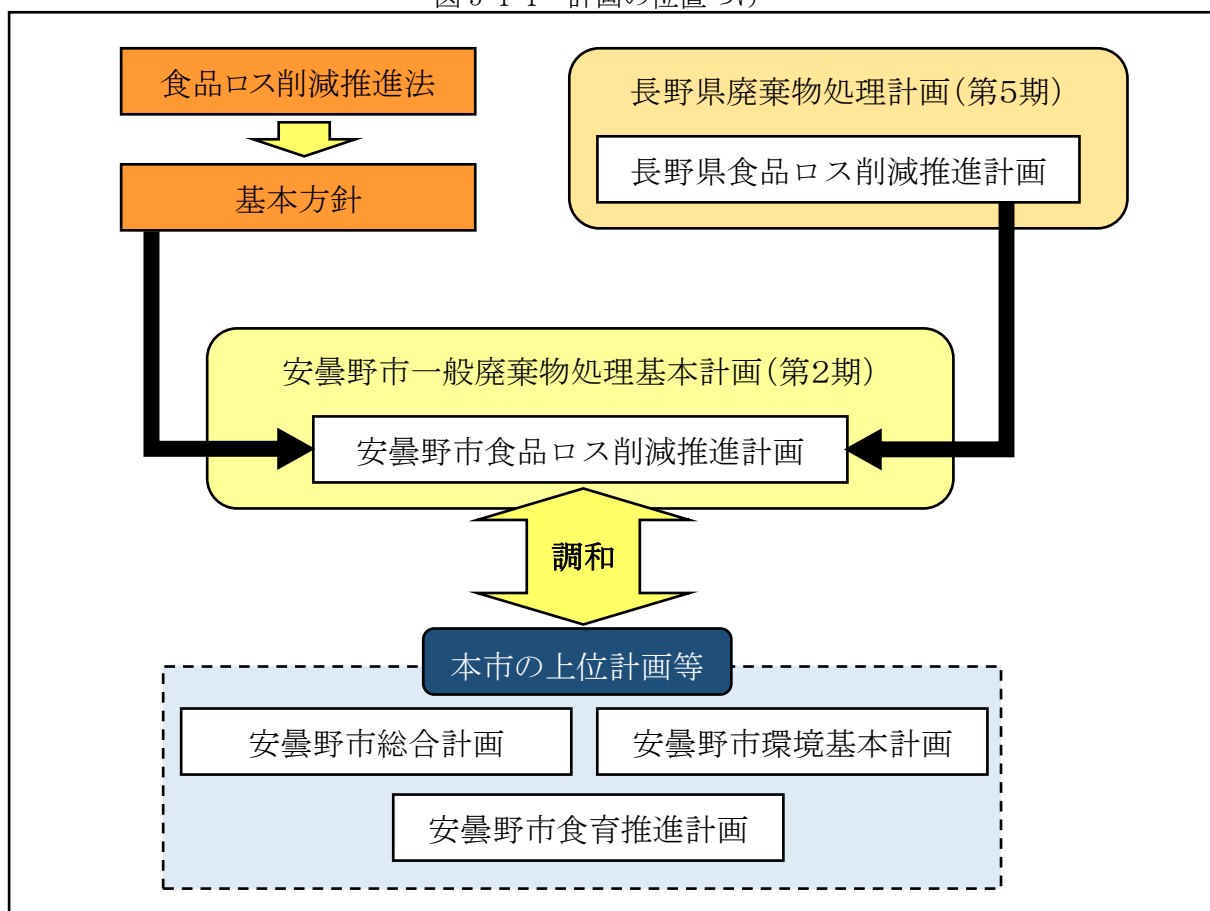 食品ロス削減推進法
基本方針
長野県廃棄物処理計画（第5期）
長野県食品ロス削減推進計画
安曇野市一般廃棄物処理基本計画（第2期）
安曇野市食品ロス削減推進計画
調和
本市の上位計画等
安曇野市総合計画
安曇野市環境基本計画
安曇野市食育推進計画